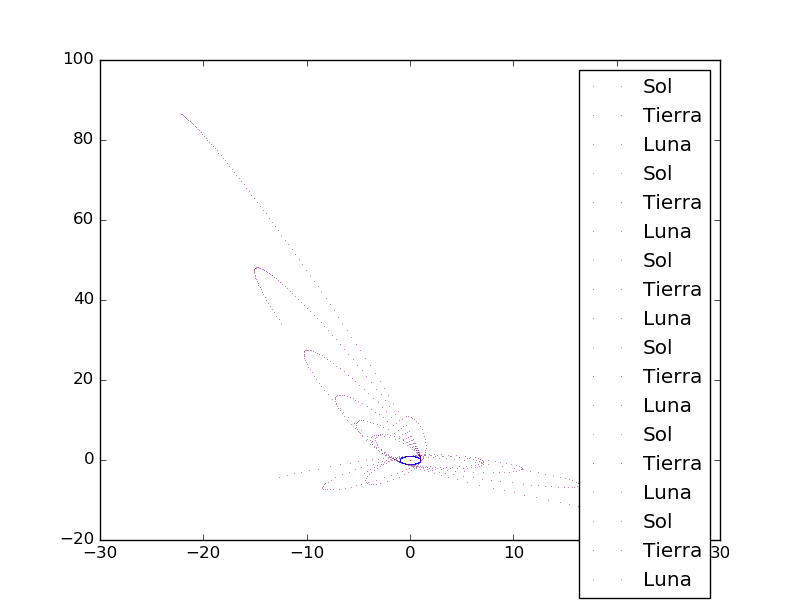 100
80
60
40
20
0
−20
−30
−20
−10
0
10
30
Sol
Tierra
Luna
Sol
Tierra
Luna
Sol
Tierra
Luna
Sol
Tierra
Luna
Sol
Tierra
Luna
Sol
Tierra
Luna